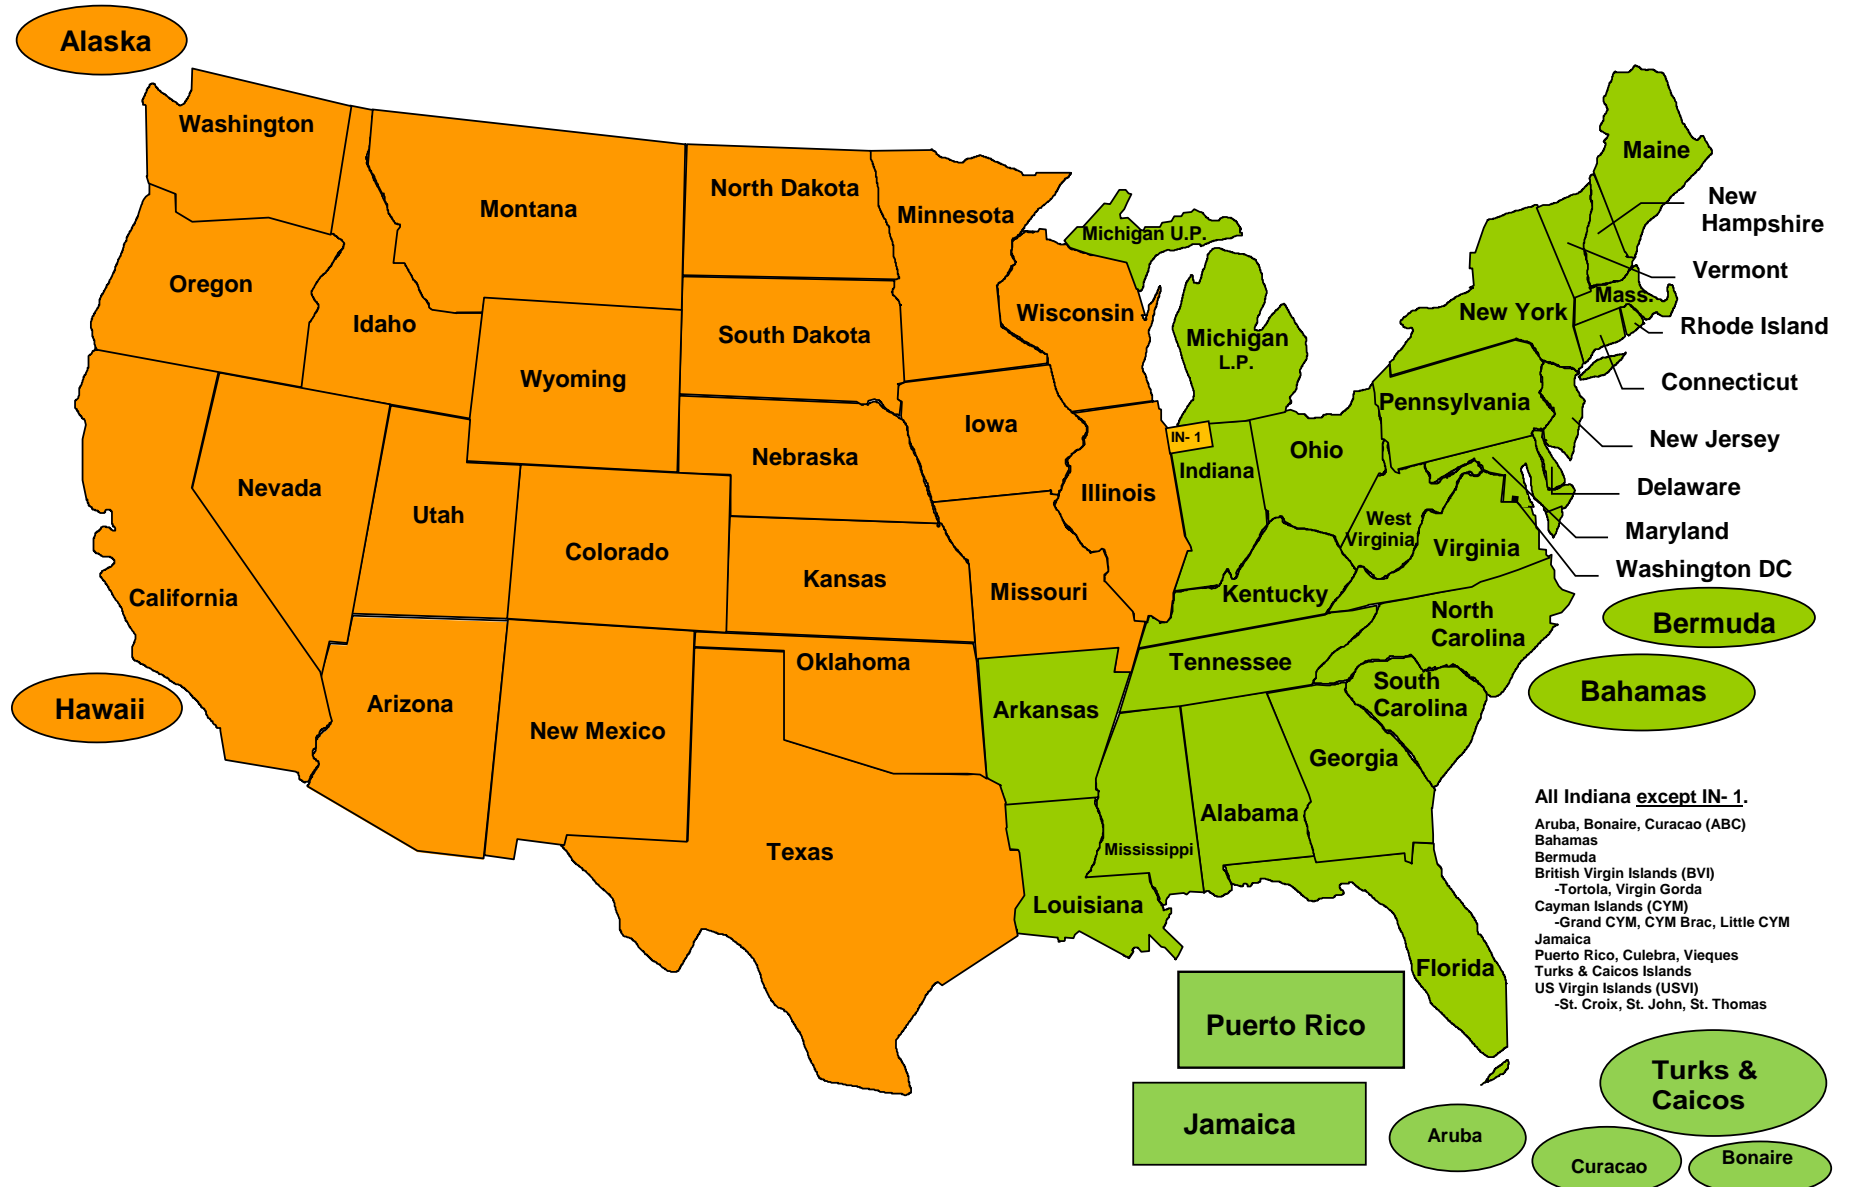 Alaska
Washington
Montana
North Dakota
Minnesota
Michigan U.P.
Maine
New
Hampshire
Vermont
Oregon
Idaho
Wyoming
South Dakota
Wisconsin
Michigan
L.P.
New York
Mass.
Rhode Island
Connecticut
Pennsylvania
New Jersey
Nebraska
Iowa
IN- 1
Illinois
Indiana
Ohio
Delaware
Nevada
Utah
Colorado
Kansas
Missouri
West
Virginia
Virginia
Maryland
Washington DC
California
Kentucky
North
Carolina
Bermuda
Hawaii
Arizona
New Mexico
Oklahoma
Arkansas
Tennessee
South
Carolina
Bahamas
Texas
Mississippi
Alabama
Georgia
Louisiana
Florida
All Indiana except IN- 1.
Aruba, Bonaire, Curacao (ABC)
Bahamas
Bermuda
British Virgin Islands (BVI)
-Tortola, Virgin Gorda
Cayman Islands (CYM)
-Grand CYM, CYM Brac, Little CYM
Jamaica
Puerto Rico, Culebra, Vieques
Turks & Caicos Islands
US Virgin Islands (USVI)
-St. Croix, St. John, St. Thomas
Puerto Rico
Turks &
Caicos
Jamaica
Aruba
Curacao
Bonaire